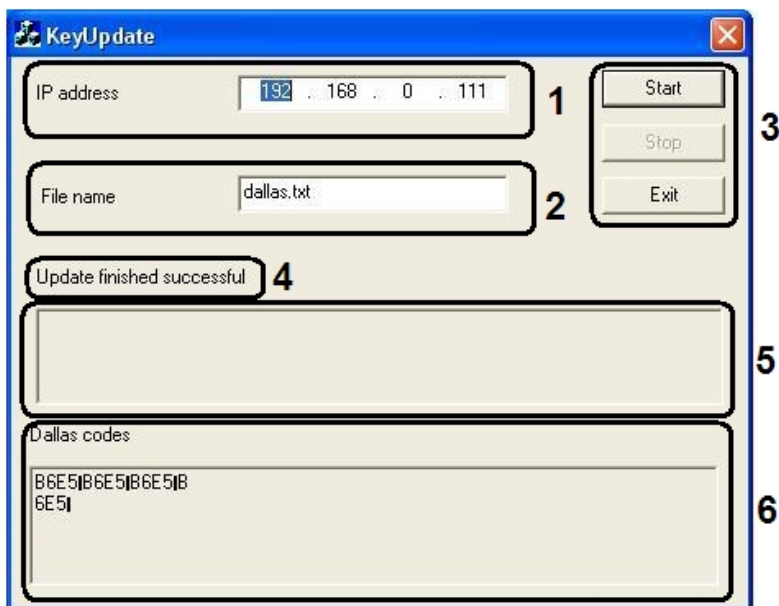 KeyUpdate
IP address
192 . 168 . 0 . 111
1
Start
3
Stop
File name
dallas.txt
2
Exit
Update finished successful
4
5
Dallas codes
B6E5|B6E5|B6E5|B
6E5|
6